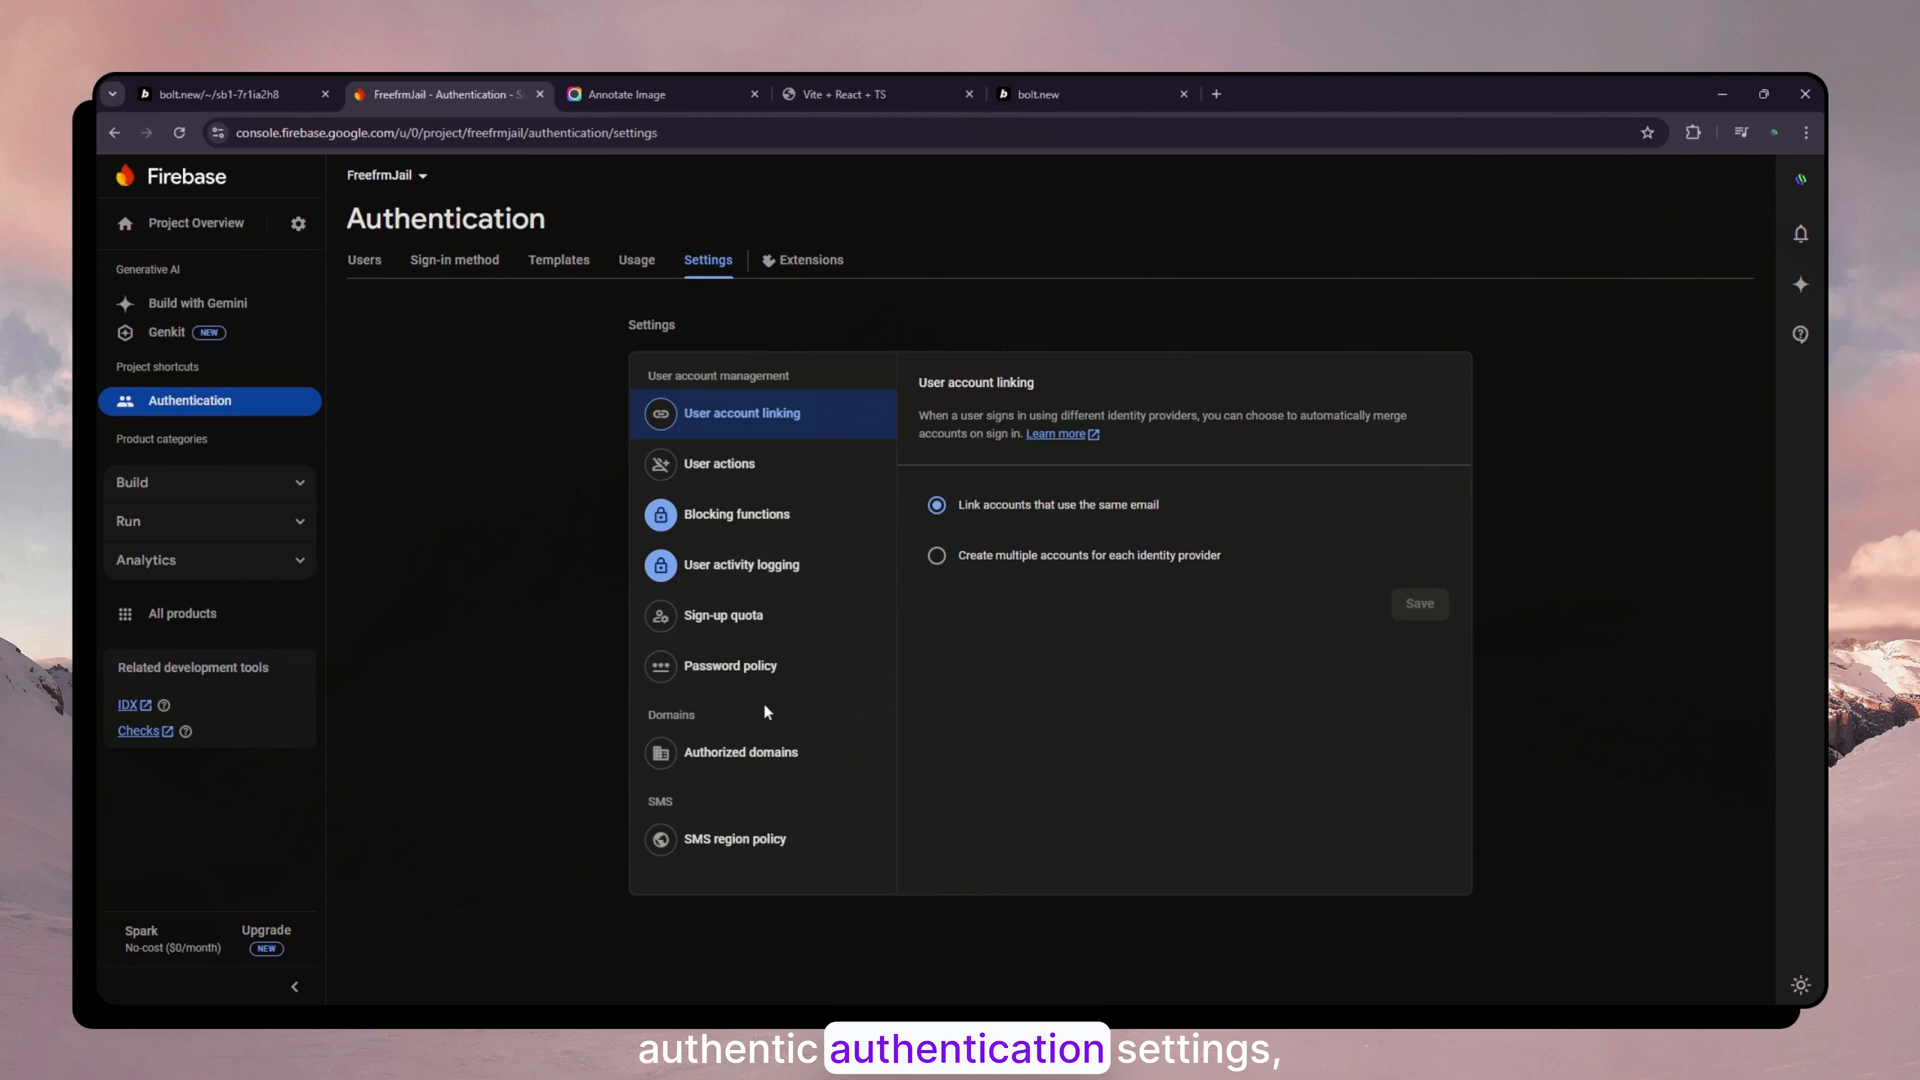 bolt.new/~/sb1-7r1ia2h8
FreefrmJail - Authentication - S
Annotate Image
Vite + React + TS
bolt.new
console.firebase.google.com/u/0/project/freefrmjail/authentication/settings
Firebase
Project Overview
Generative AI
Build with Gemini
Genkit NEW
Project shortcuts
Authentication
Product categories
Build
Run
Analytics
All products
Related development tools
IDX
Checks
Spark
No-cost ($0/month)
Upgrade
NEW
FreefrmJail
Authentication
Users Sign-in method Templates Usage Settings Extensions
Settings
User account management
User account linking
User actions
Blocking functions
User activity logging
Sign-up quota
Password policy
Domains
Authorized domains
SMS
SMS region policy
User account linking
When a user signs in using different identity providers, you can choose to automatically merge
accounts on sign in. Learn more
Link accounts that use the same email
Create multiple accounts for each identity provider
Save
authentic authentication settings,